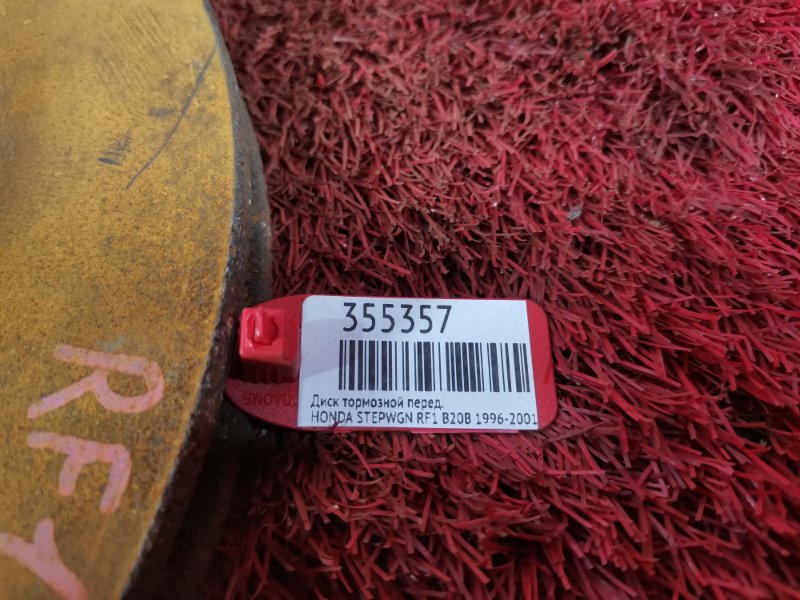 355357
Диск тормозной перед.
HONDA STEPWGN RF1 B20B 1996-2001
RF1